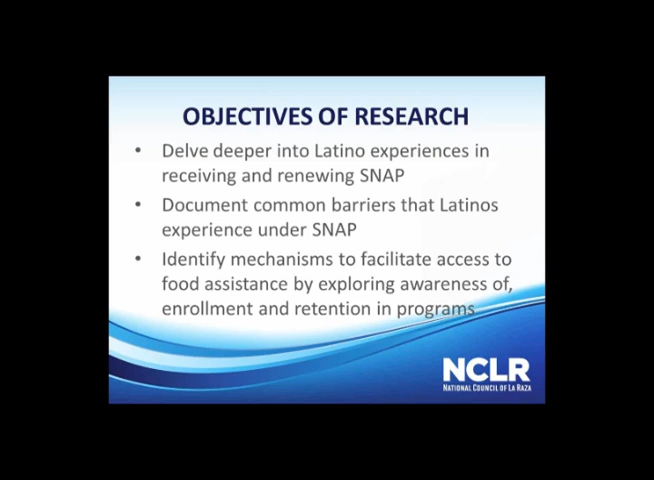 OBJECTIVES OF RESEARCH
• Delve deeper into Latino experiences in
receiving and renewing SNAP
• Document common barriers that Latinos
experience under SNAP
• Identify mechanisms to facilitate access to
food assistance by exploring awareness of,
enrollment and retention in programs
NCLR
NATIONAL COUNCIL OF LA RAZA